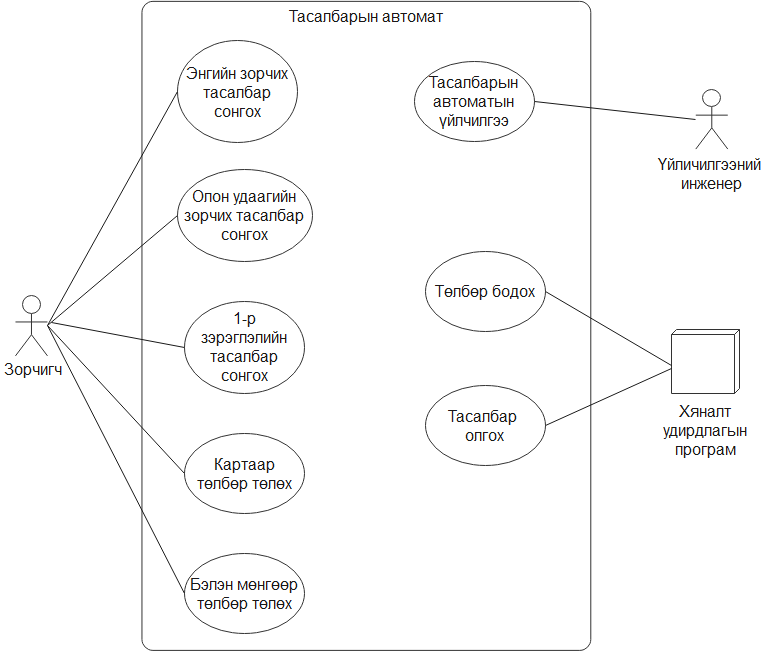 Тасалбарын автомат
Энгийн зорчих
тасалбар
сонгох
Олон удаагийн
зорчих тасалбар
сонгох
1-р
зэрэглэлийн
тасалбар
сонгох
Картаар
төлбөр төлөх
Бэлэн мөнгөөр
төлбөр төлөх
Зорчигч
Тасалбарын
автоматын
үйлчилгээ
Төлбөр бодох
Тасалбар
олгох
Үйличилгээний
инженер
Хяналт
удирдлагын
програм